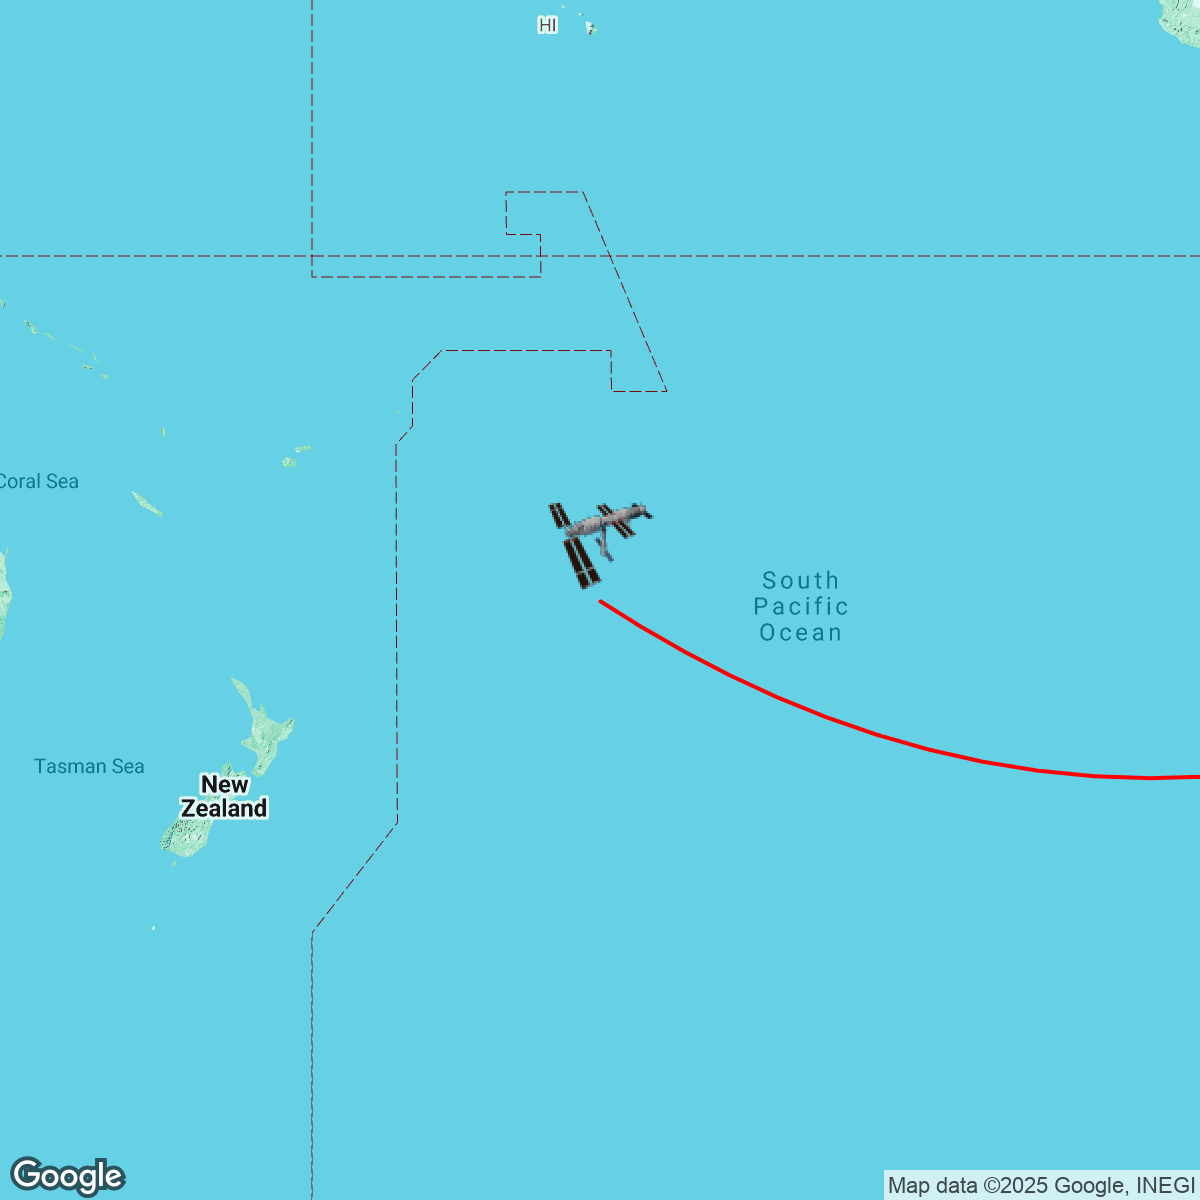 HI
Coral Sea
South
Pacific
Ocean
Tasman Sea
New
Zealand
Google
Map data ©2025 Google, INEGI